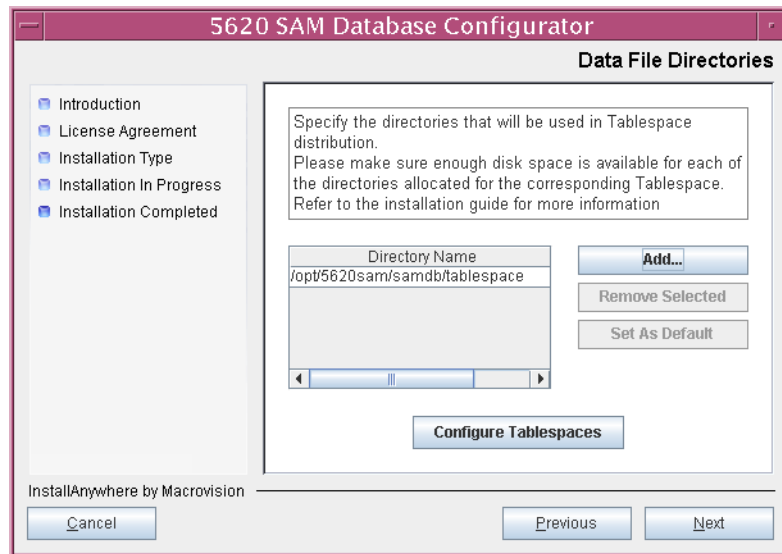 5620 SAM Database Configurator
Data File Directories
Introduction
License Agreement
Installation Type
Installation In Progress
Installation Completed
Specify the directories that will be used in Tablespace
distribution.
Please make sure enough disk space is available for each of
the directories allocated for the corresponding Tablespace.
Refer to the installation guide for more information
Directory Name
/opt/5620sam/samdb/tablespace
Add...
Remove Selected
Set As Default
Configure Tablespaces
InstallAnywhere by Macrovision
Cancel
Previous
Next